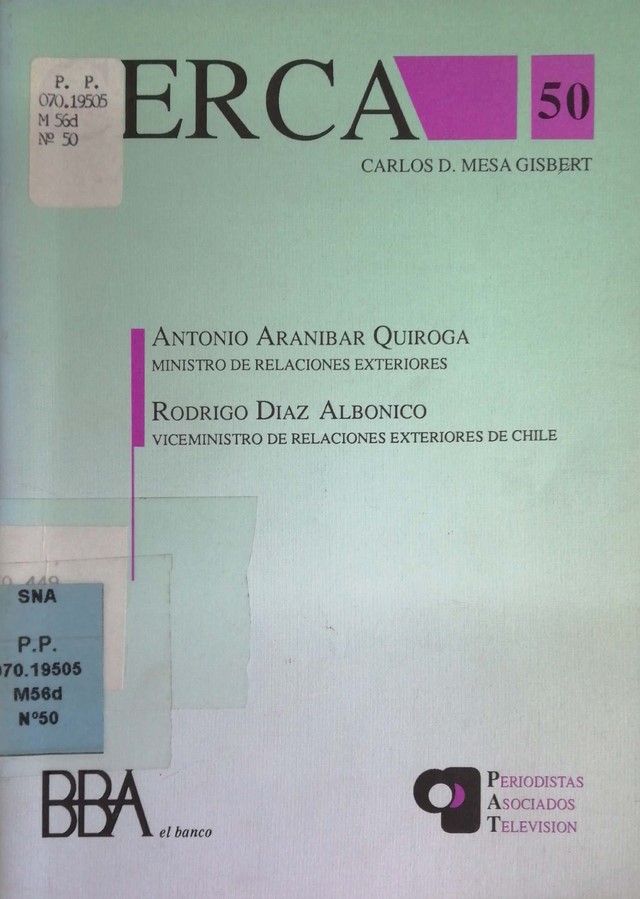 P. P.
070.19505
M 56d
Nº 50
ERCA
50
CARLOS D. MESA GISBERT
ANTONIO ARANIBAR QUIROGA
MINISTRO DE RELACIONES EXTERIORES
RODRIGO DIAZ ALBONICO
VICEMINISTRO DE RELACIONES EXTERIORES DE CHILE
SNA
P.P.
070.19505
M56d
Nº50
BBA el banco
PERIODISTAS
ASOCIADOS
TELEVISION